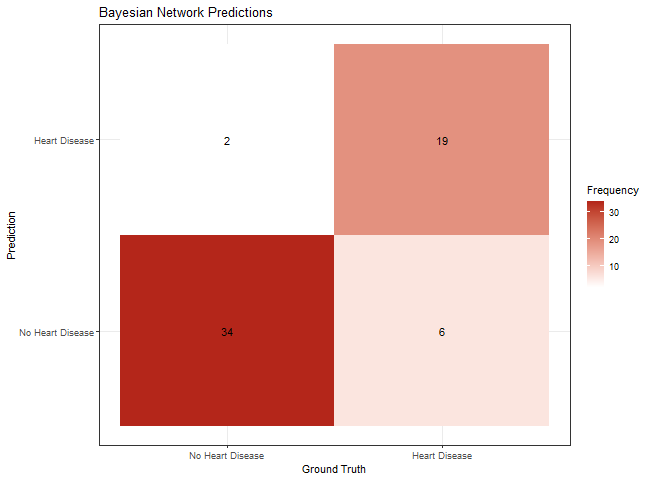 Bayesian Network Predictions
Heart Disease
2
19
Prediction
No Heart Disease
34
6
No Heart Disease
Heart Disease
Ground Truth
Frequency
30
20
10